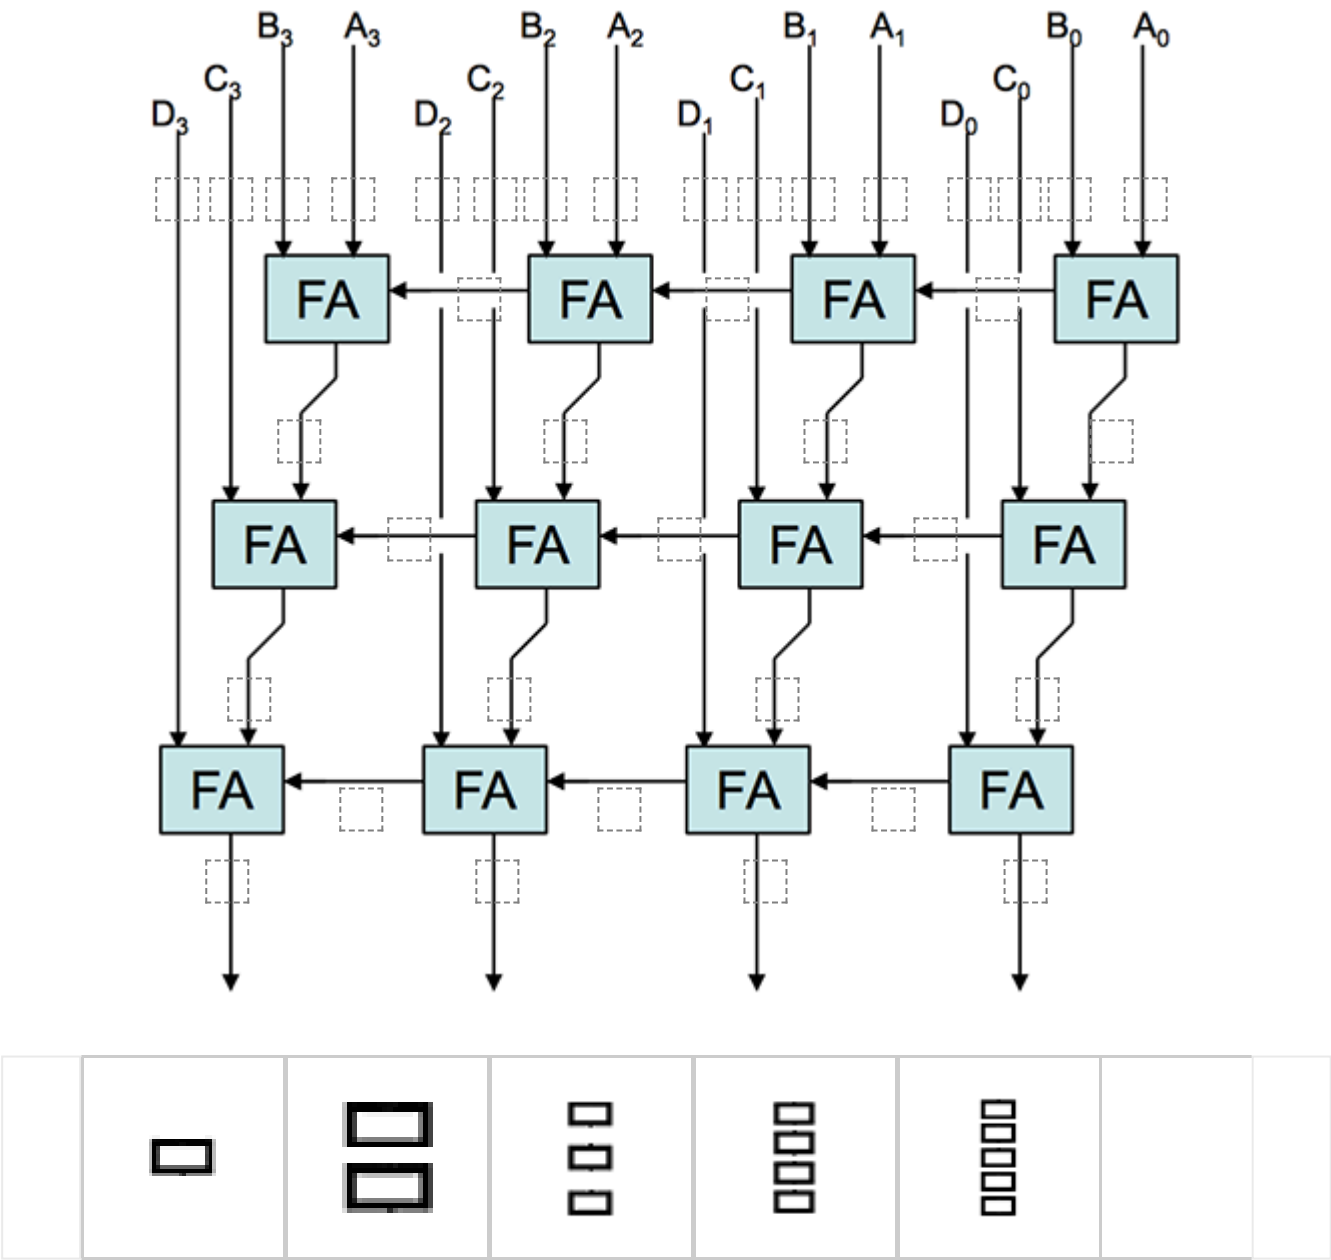 B₃ A₃ B₂ A₂ B₁ A₁ B₀ A₀
C₃ C₂ C₁ C₀
D₃ D₂ D₁ D₀
FA FA FA FA
FA FA FA FA
FA FA FA FA